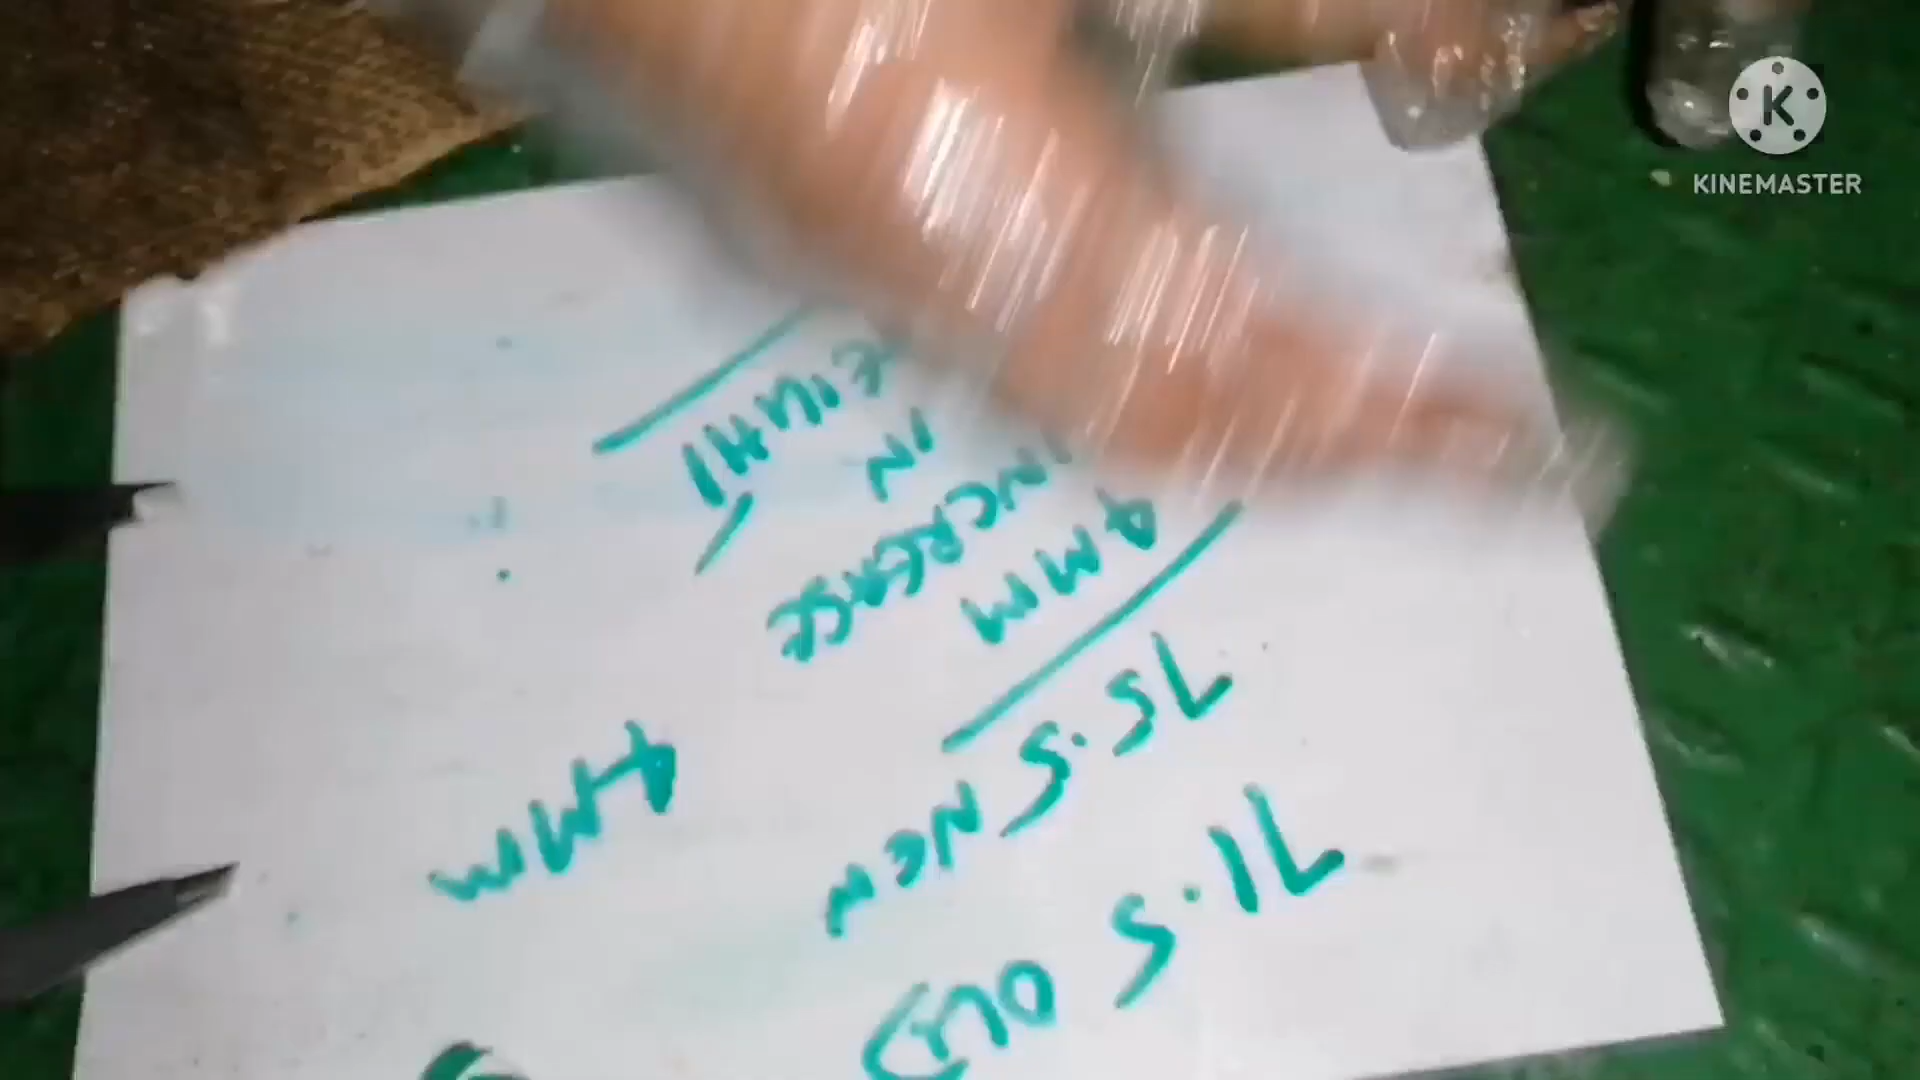 71.5 OLD
75.5 NEW
4MM
INCREASE
IN
4MM
KINEMASTER